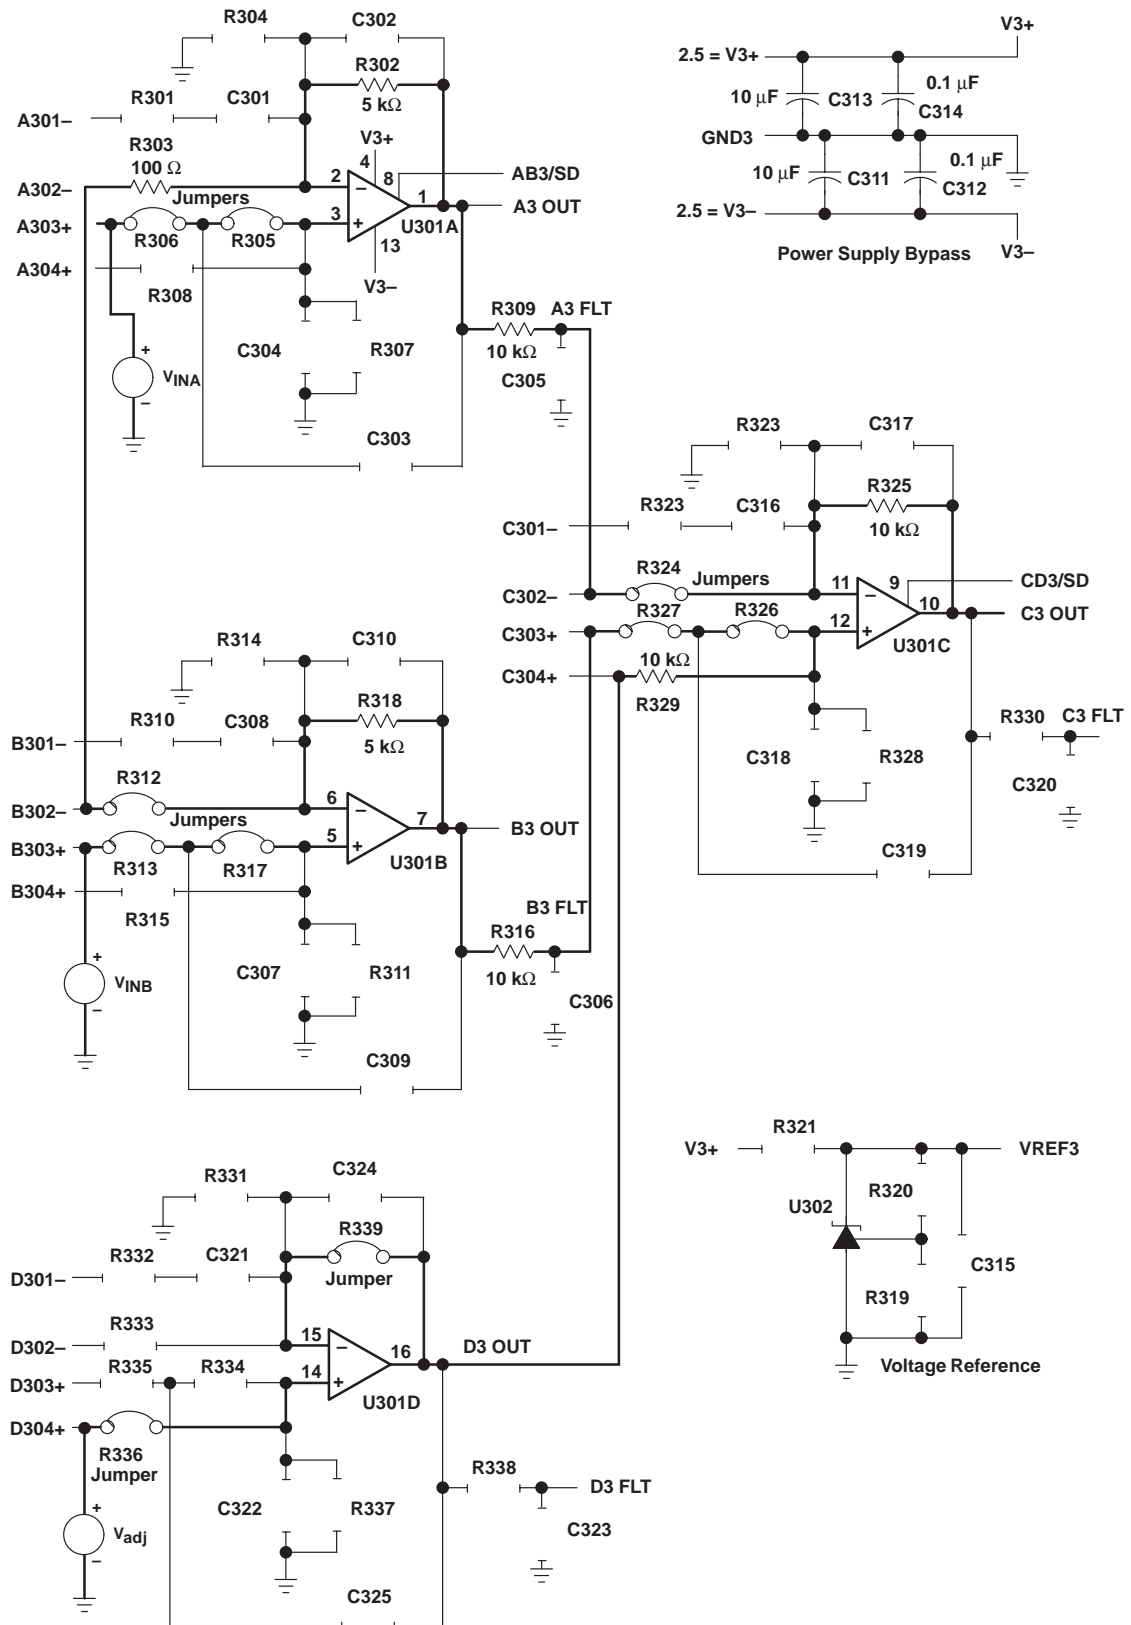 R304
C302
R302
5 kΩ
R301
C301
A301–
R303
100 Ω
V3+
4
8
AB3/SD
A302–
Jumpers
2
–
1
A3 OUT
A303+
3
+
U301A
R306
R305
13
A304+
R308
V3–
R309
A3 FLT
10 kΩ
C304
R307
C305
+
VINA
–
C303
V3+
2.5 = V3+
10 µF
C313
0.1 µF
C314
GND3
10 µF
C311
0.1 µF
C312
2.5 = V3–
Power Supply Bypass
V3–
R323
C317
R325
10 kΩ
R323
C316
C301–
R324
Jumpers
11
9
CD3/SD
C302–
–
10
C3 OUT
R327
R326
12
+
C303+
U301C
10 kΩ
C304+
R329
R330
C3 FLT
C318
R328
C320
C319
R314
C310
R318
5 kΩ
R310
C308
B301–
R312
6
–
B302–
Jumpers
7
B3 OUT
B303+
5
+
R313
R317
U301B
B304+
R315
B3 FLT
R316
10 kΩ
C307
R311
C306
+
VINB
–
C309
R321
V3+
VREF3
R320
U302
C315
R319
Voltage Reference
R331
C324
R339
Jumper
R332
C321
D301–
R333
D302–
15
–
16
D3 OUT
R335
R334
14
+
D303+
U301D
D304+
R336
Jumper
R338
D3 FLT
C322
R337
C323
+
Vadj
–
C325